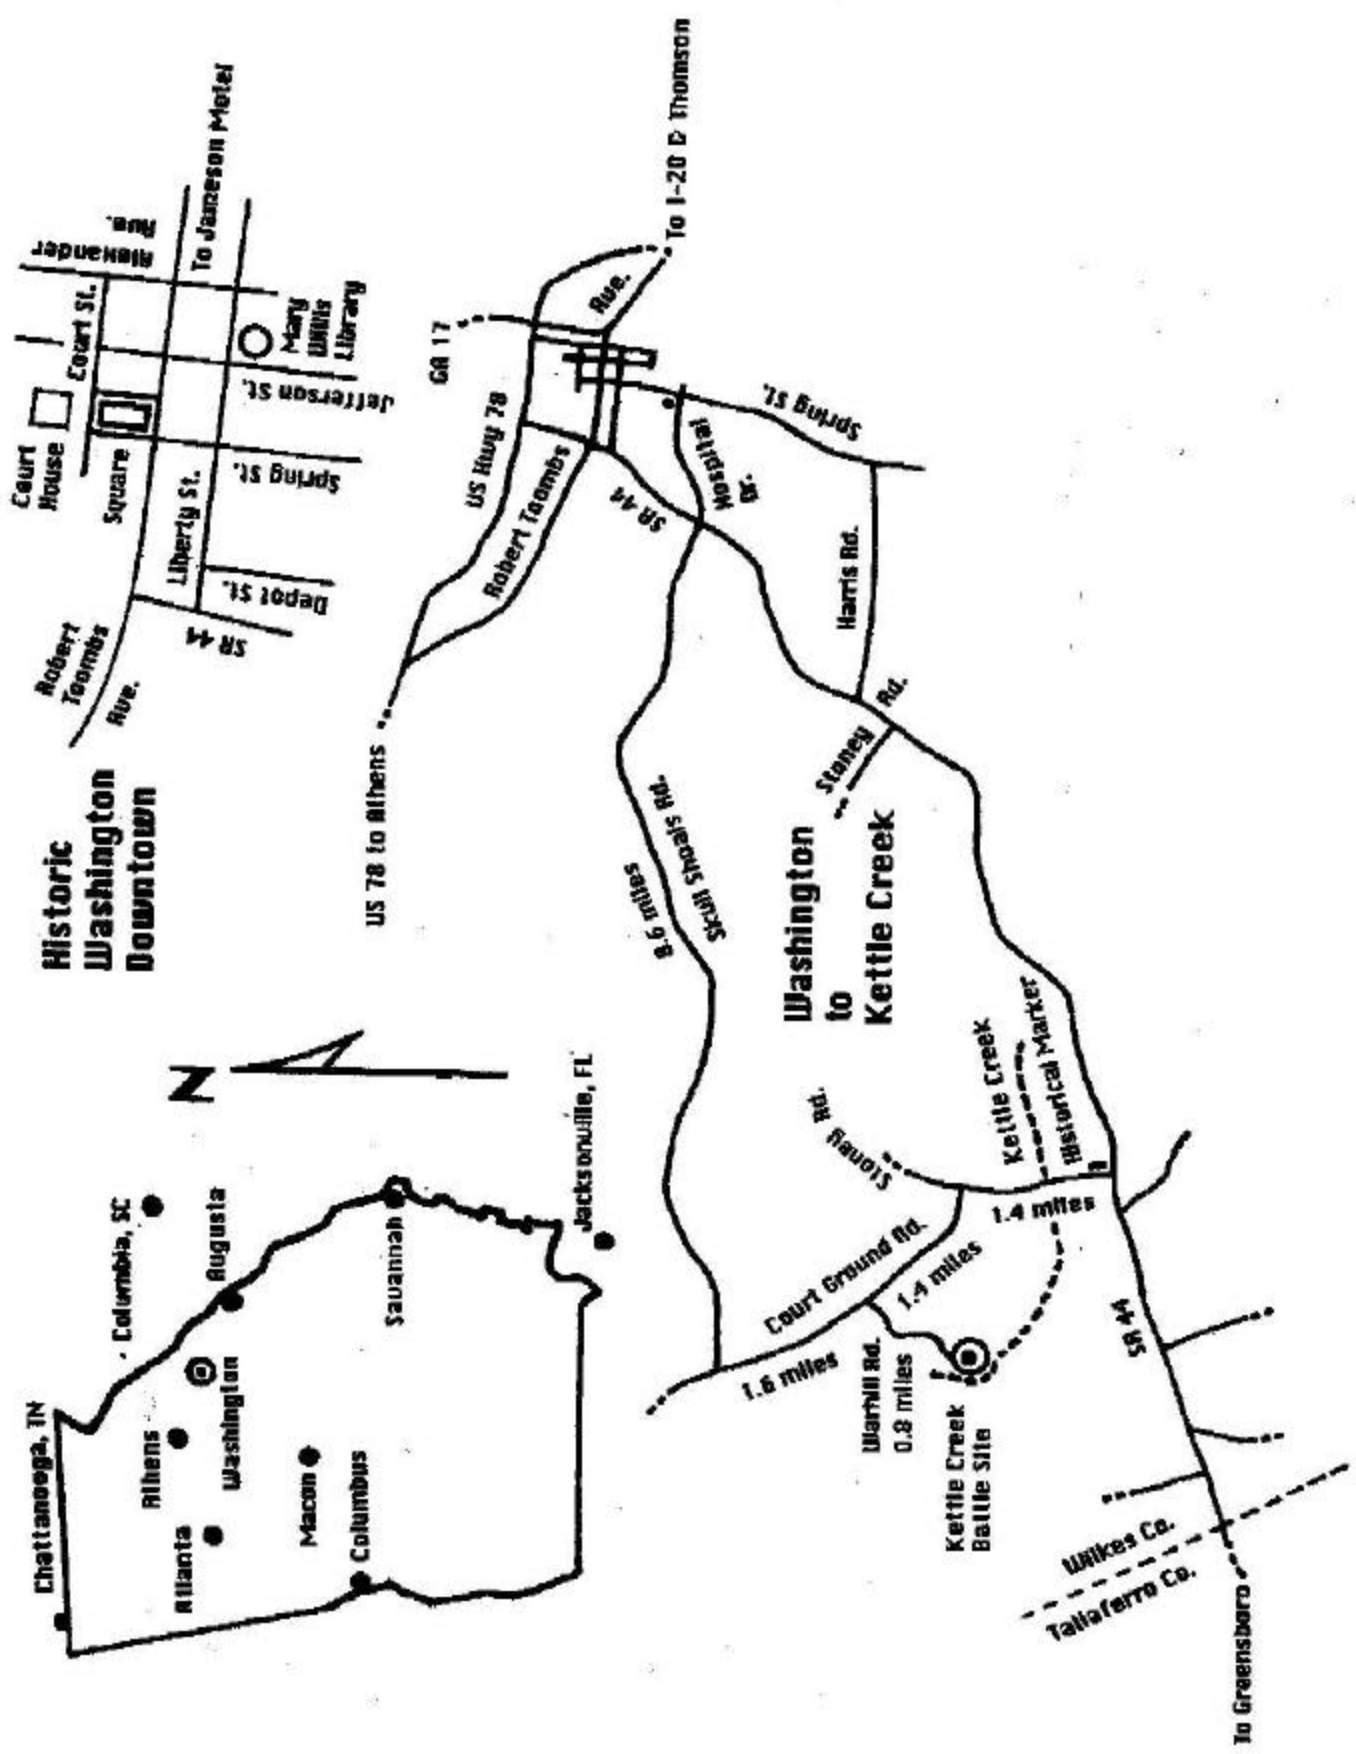 Chattanooga, TN
Columbia, SC
Athens
Augusta
Atlanta
Washington
Macon
Columbus
Savannah
Jacksonville, FL
N
Historic
Washington
Downtown
Court
House
Court St.
Alexander
Ave.
Square
Robert
Toombs
Ave.
To Jameson Motel
Liberty St.
SR 44
Depot St.
Spring St.
Jefferson St.
Mary
Willis
Library
US 78 to Athens
US Hwy 78
GA 17
Robert Toombs
Ave.
To I-20 & Thomson
SR 44
Hospital
Dr.
Spring St.
Harris Rd.
Stoney
Rd.
8.6 miles
Skull Shoals Rd.
Washington
to
Kettle Creek
Stoney Rd.
Court Ground Rd.
1.6 miles
1.4 miles
Warhill Rd.
0.8 miles
Kettle Creek
Battle Site
1.4 miles
Kettle Creek
Historical Marker
SR 44
Wilkes Co.
Taliaferro Co.
To Greensboro